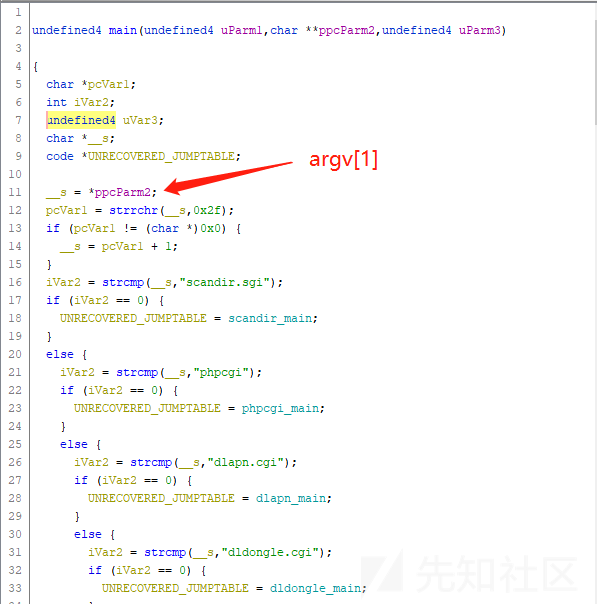 1
2 undefined4 main(undefined4 uParm1,char **ppcParm2,undefined4 uParm3)
3
4 {
5 char *pcVar1;
6 int iVar2;
7 undefined4 uVar3;
8 char *__s;
9 code *UNRECOVERED_JUMPTABLE;
10
argv[1]
11 __s = *ppcParm2;
12 pcVar1 = strrchr(__s,0x2f);
13 if (pcVar1 != (char *)0x0) {
14 __s = pcVar1 + 1;
15 }
16 iVar2 = strcmp(__s,"scandir.sgi");
17 if (iVar2 == 0) {
18 UNRECOVERED_JUMPTABLE = scandir_main;
19 }
20 else {
21 iVar2 = strcmp(__s,"phpcgi");
22 if (iVar2 == 0) {
23 UNRECOVERED_JUMPTABLE = phpcgi_main;
24 }
25 else {
26 iVar2 = strcmp(__s,"dlapn.cgi");
27 if (iVar2 == 0) {
28 UNRECOVERED_JUMPTABLE = dlapn_main;
29 }
30 else {
31 iVar2 = strcmp(__s,"dldongle.cgi");
32 if (iVar2 == 0) {
33 UNRECOVERED_JUMPTABLE = dldongle_main;
先知社区